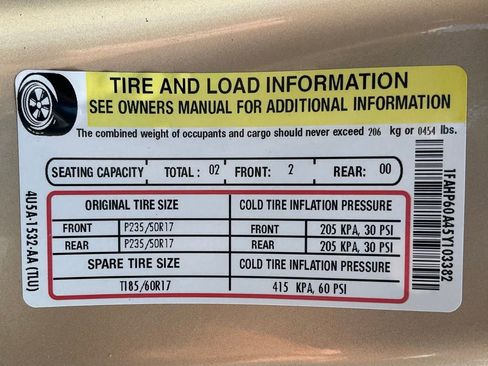 TIRE AND LOAD INFORMATION
SEE OWNERS MANUAL FOR ADDITIONAL INFORMATION
The combined weight of occupants and cargo should never exceed 206 kg or 0454 lbs.
SEATING CAPACITY TOTAL : 02 FRONT: 2 REAR: 00
ORIGINAL TIRE SIZE COLD TIRE INFLATION PRESSURE
FRONT P235/50R17 FRONT 205 KPA, 30 PSI
REAR P235/50R17 REAR 205 KPA, 30 PSI
SPARE TIRE SIZE COLD TIRE INFLATION PRESSURE
T185/60R17 415 KPA, 60 PSI
4U5A-1532-AA (TLU)
1FAHP60A45Y103382